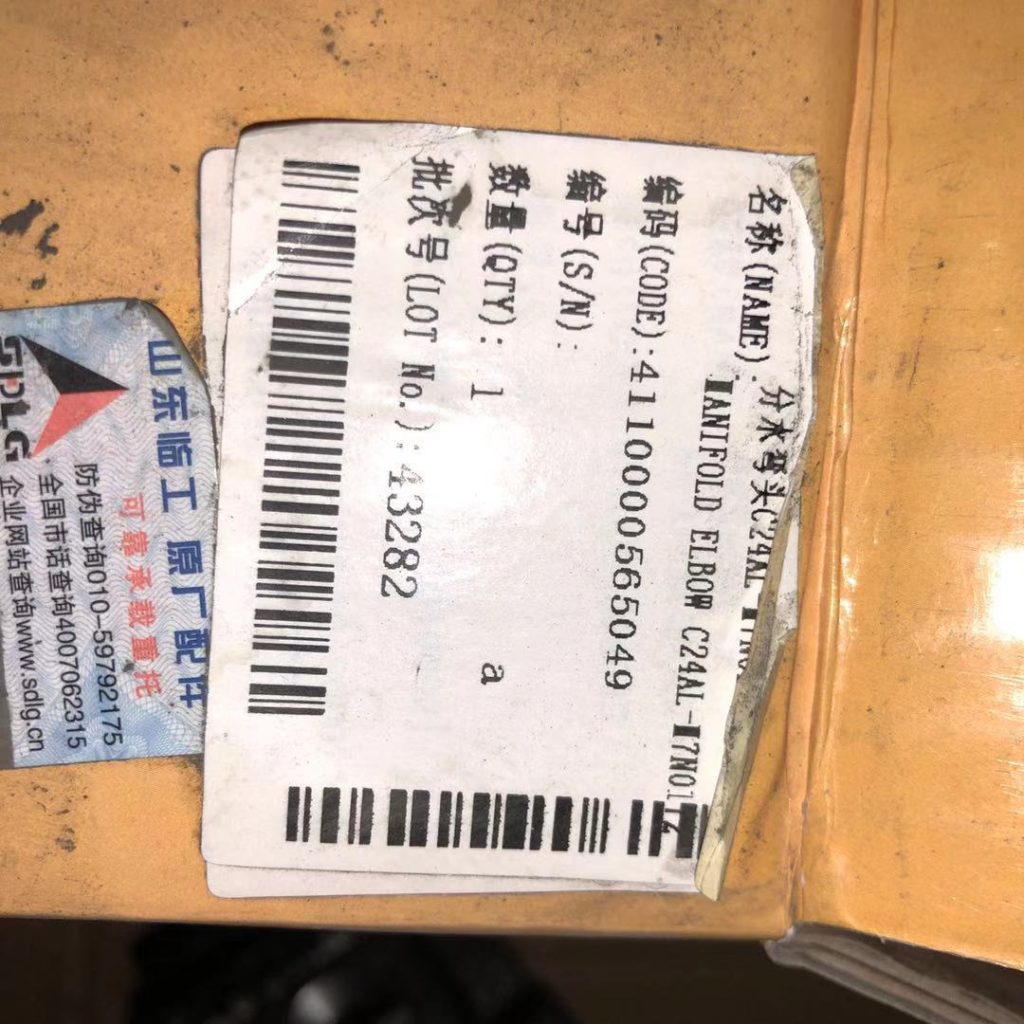 名称(NAME): 分水弯头C24AL-
MANIFOLD ELBOW C24AL-M7N01T2
编码(CODE):4110000565049
编号(S/N):
数量(QTY): 1 a
批次号(LOT No.):43282
山东临工 原厂配件
可靠承载重托
防伪查询010-59792175
全国市话查询4007062315
企业网站查询www.sdlg.cn
SDLG